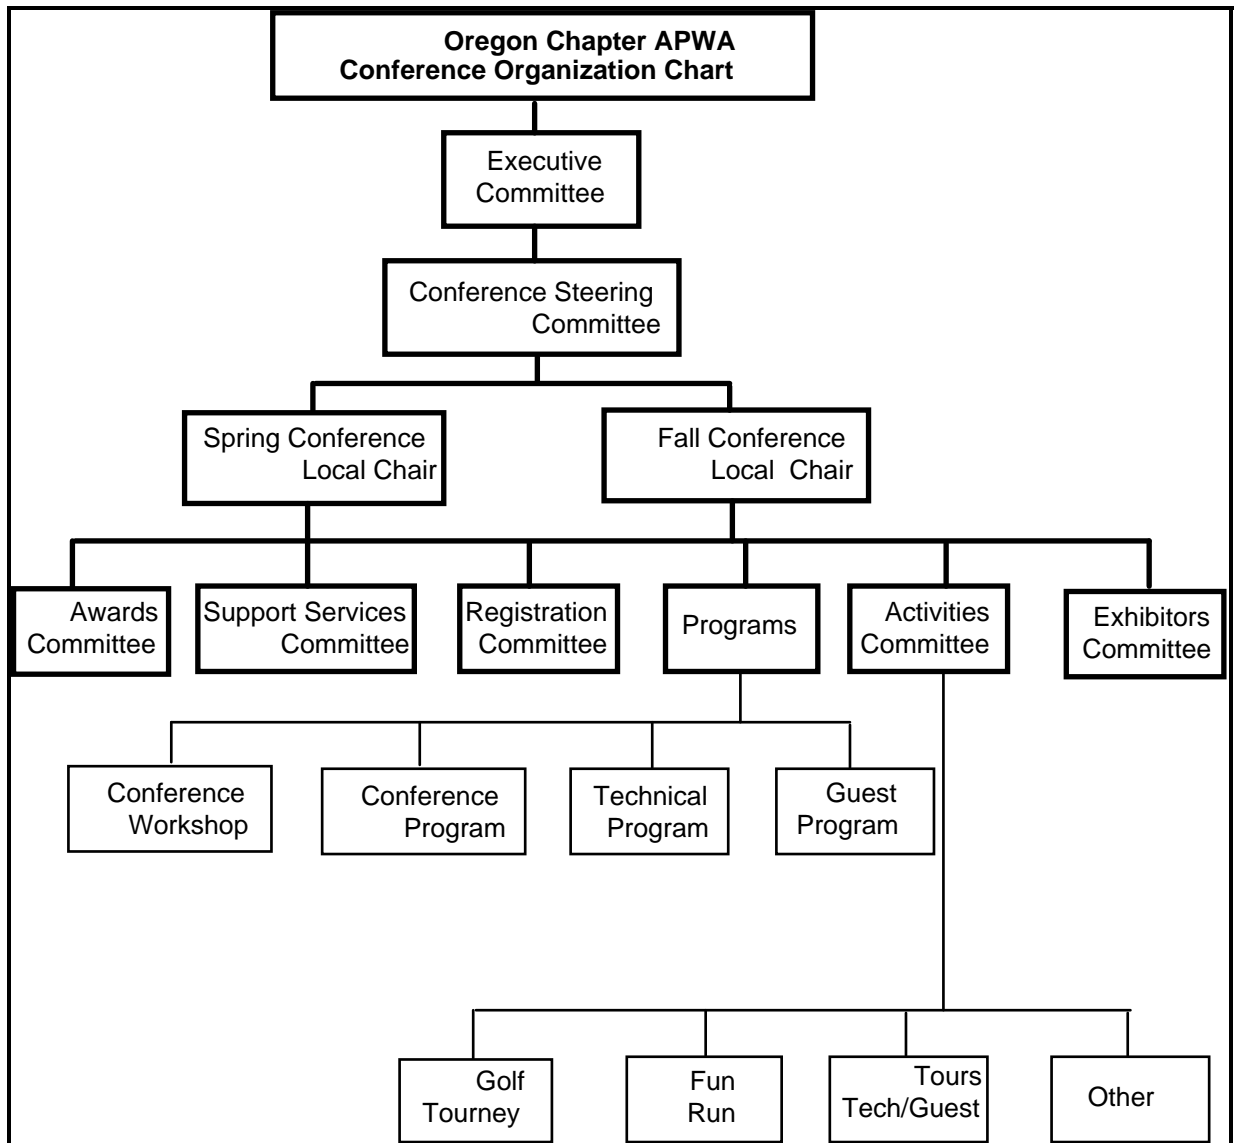 Oregon Chapter APWA
Conference Organization Chart
Executive
Committee
Conference Steering
Committee
Spring Conference
Local Chair
Fall Conference
Local Chair
Awards
Committee
Support Services
Committee
Registration
Committee
Programs
Activities
Committee
Exhibitors
Committee
Conference
Workshop
Conference
Program
Technical
Program
Guest
Program
Golf
Tourney
Fun
Run
Tours
Tech/Guest
Other